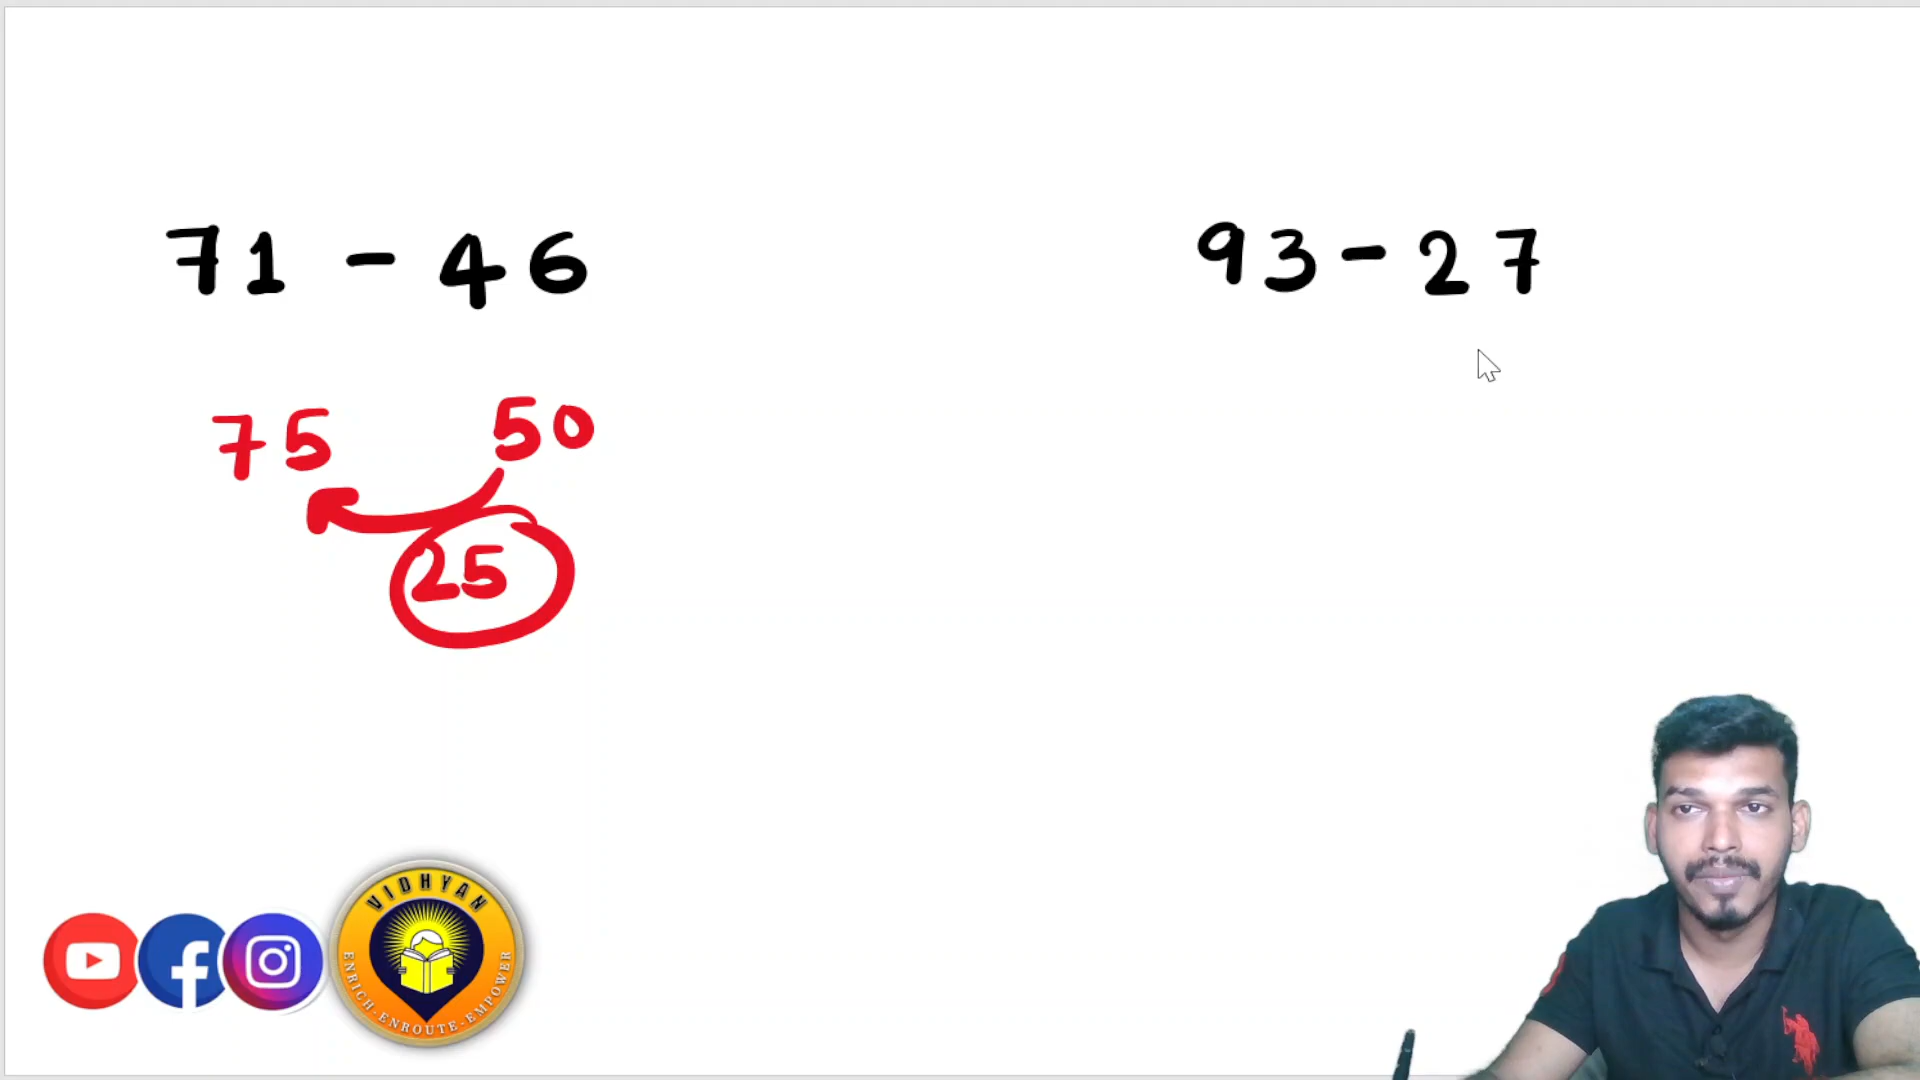 71 - 46
93 - 27
75 50
25
VIDHYAN
ENRICH-ENROUTE-EMPOWER